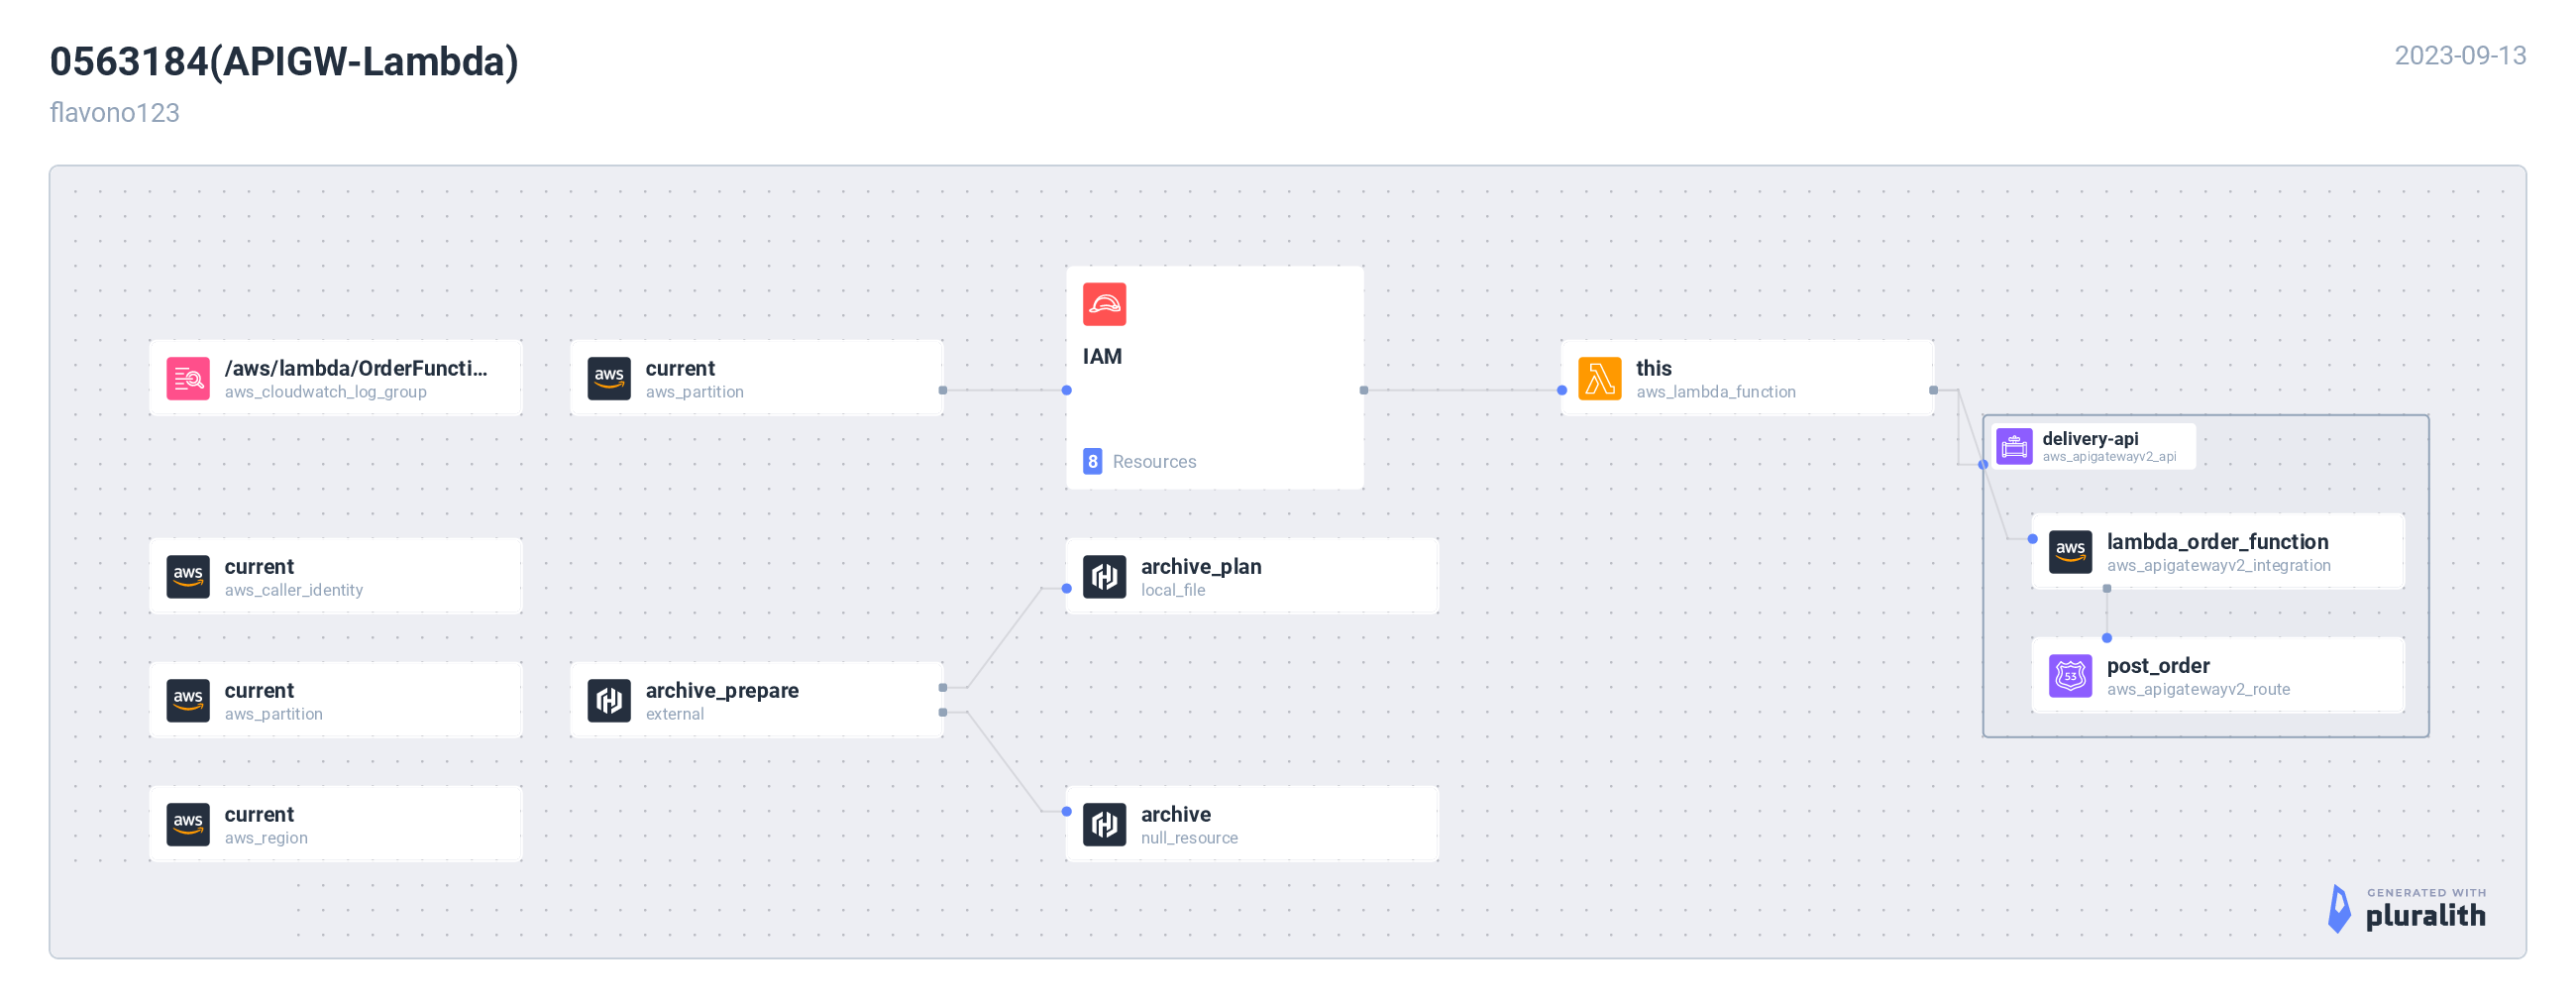 0563184(APIGW-Lambda)
2023-09-13
flavono123
/aws/lambda/OrderFuncti...
aws_cloudwatch_log_group
current
aws_partition
IAM
8 Resources
this
aws_lambda_function
delivery-api
aws_apigatewayv2_api
lambda_order_function
aws_apigatewayv2_integration
post_order
aws_apigatewayv2_route
53
current
aws_caller_identity
archive_plan
local_file
current
aws_partition
archive_prepare
external
current
aws_region
archive
null_resource
aws
aws
aws
aws
aws
GENERATED WITH
pluralith